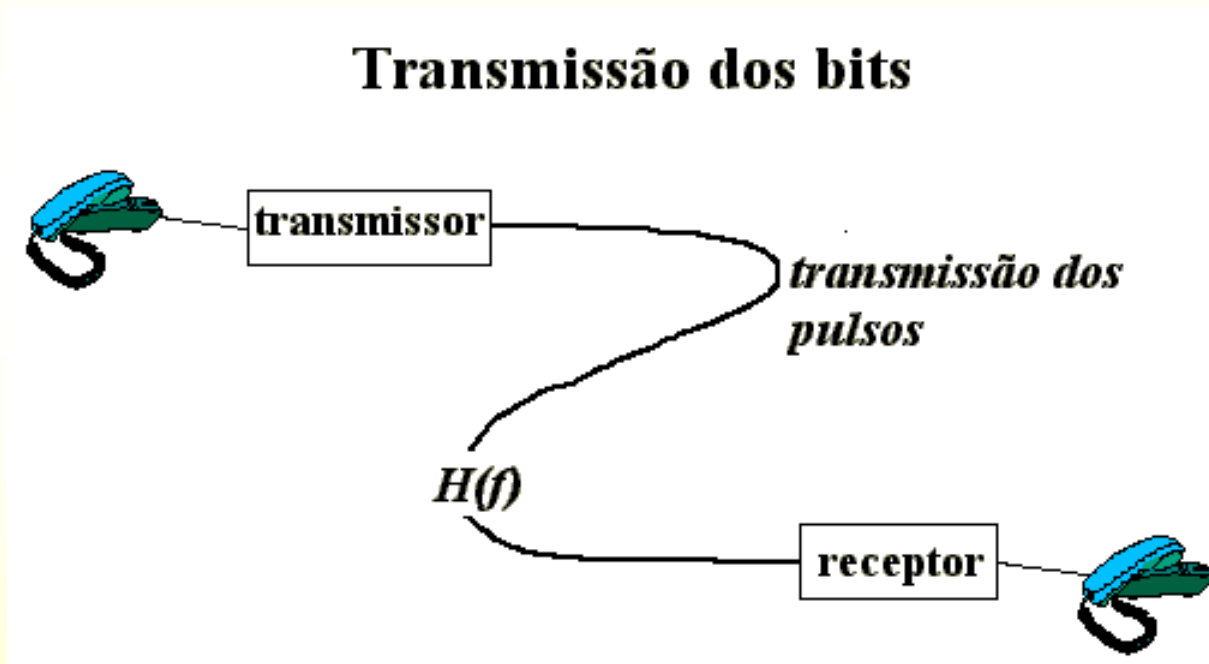 Transmissão dos bits
transmissor
transmissão dos
pulsos
H(f)
receptor